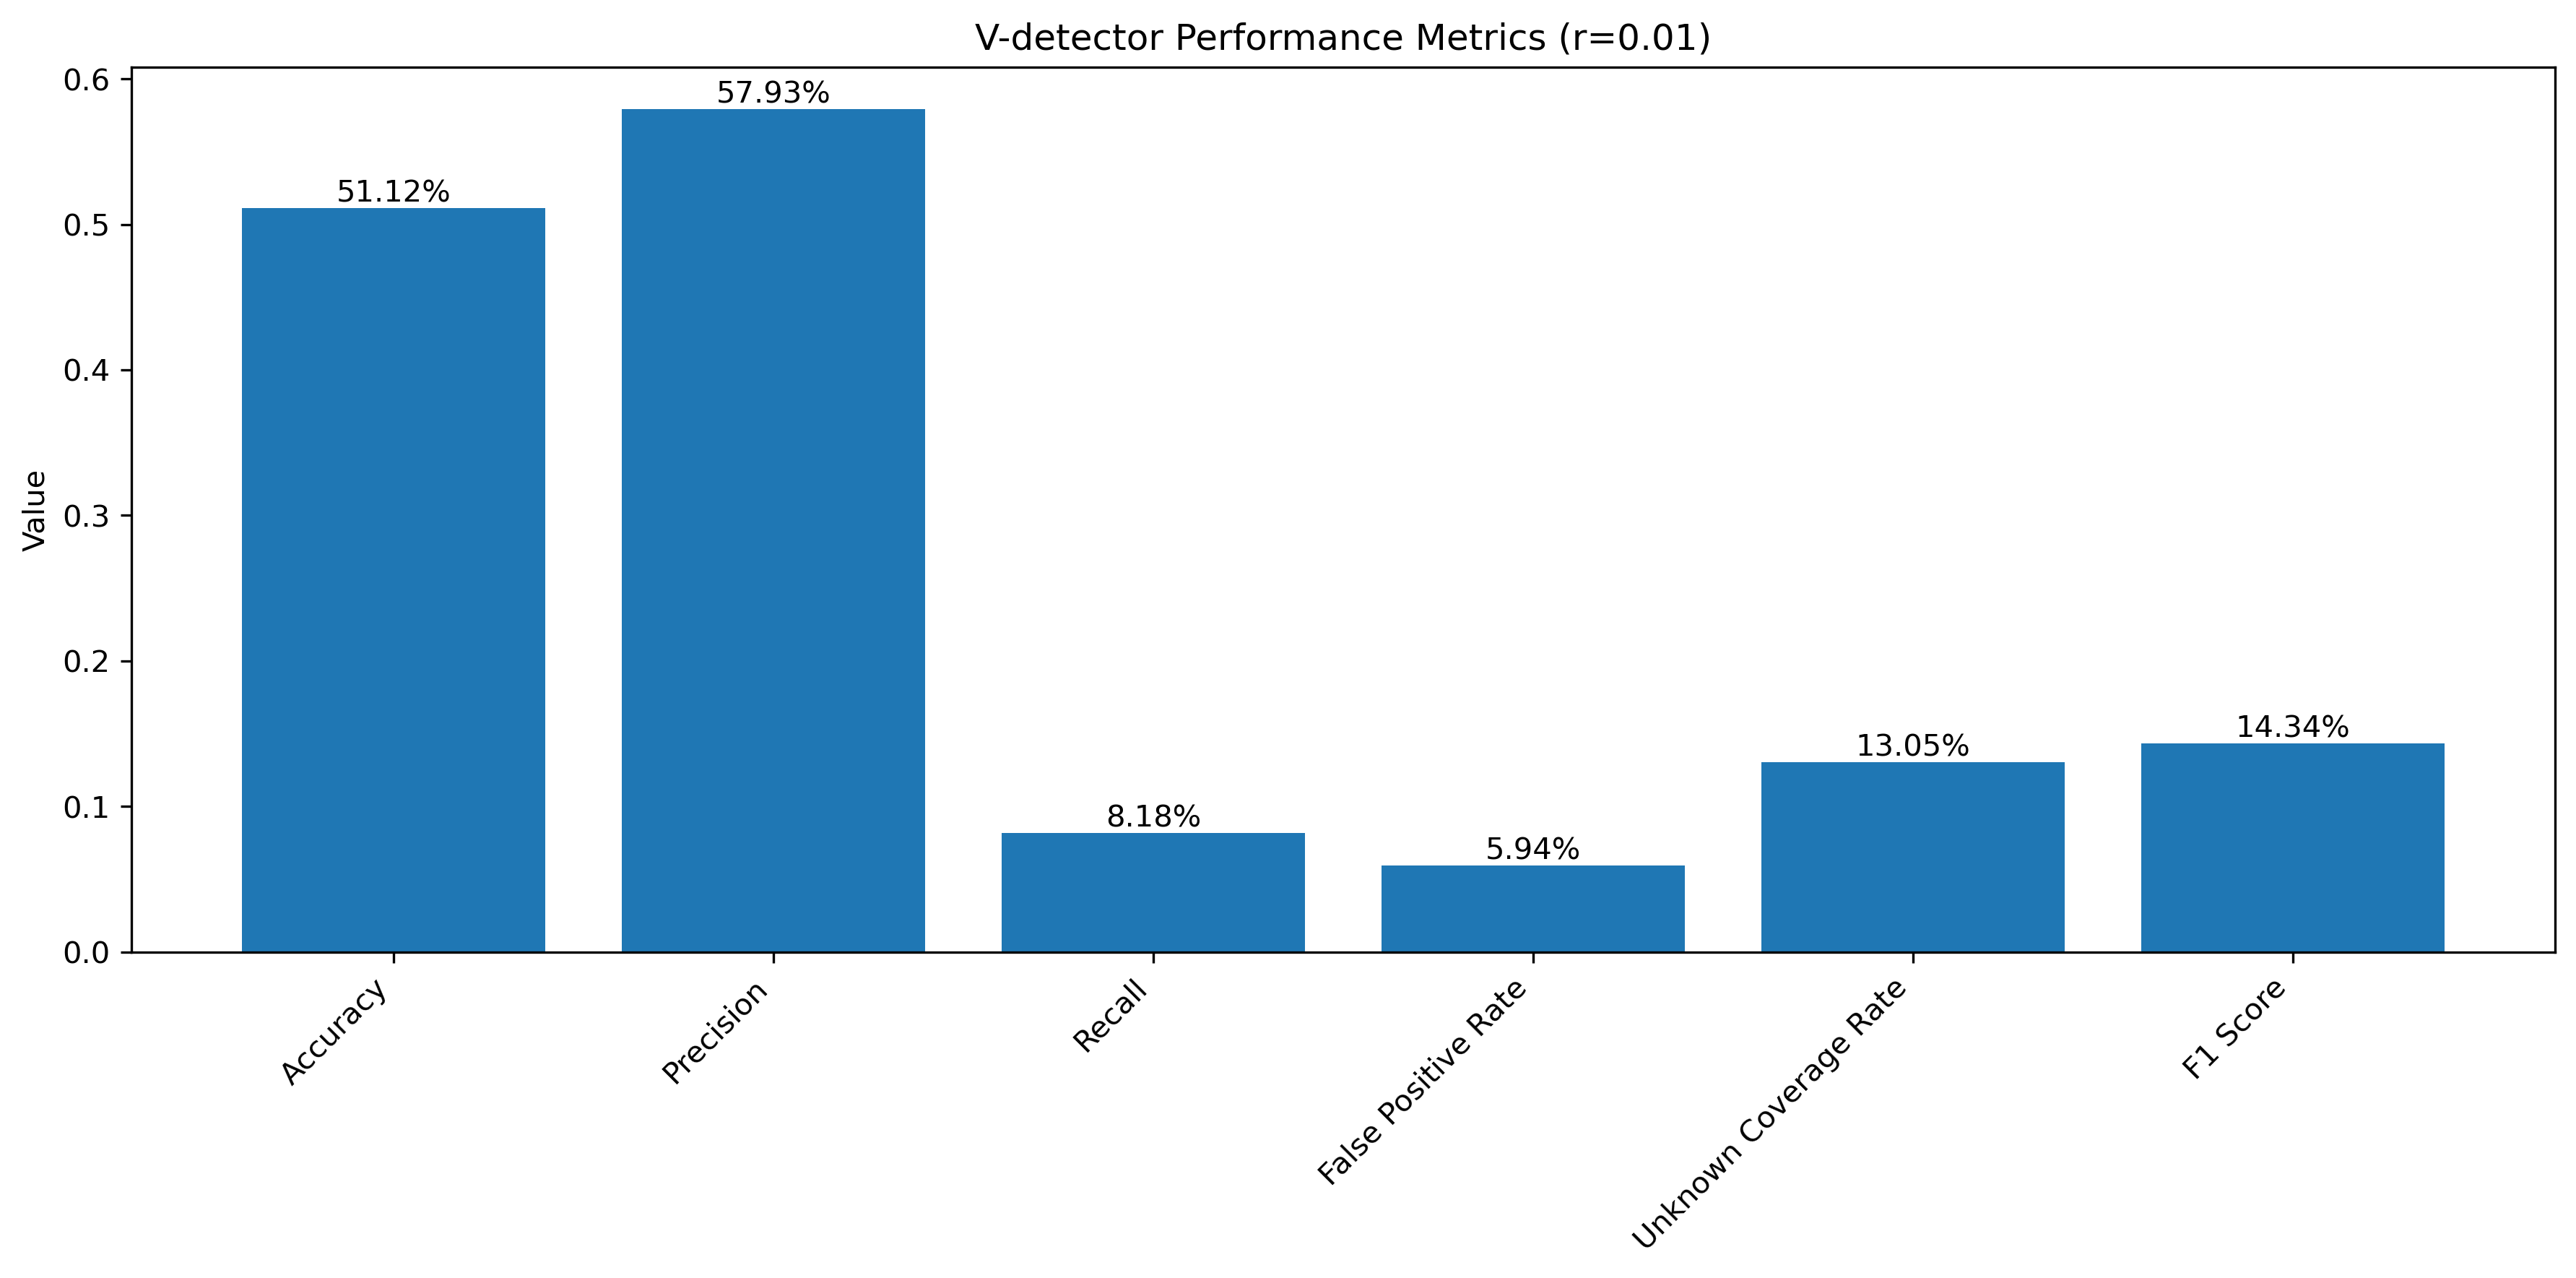 V-detector Performance Metrics (r=0.01)
Value
0.6
0.5
0.4
0.3
0.2
0.1
0.0
51.12%
57.93%
8.18%
5.94%
13.05%
14.34%
Accuracy
Precision
Recall
False Positive Rate
Unknown Coverage Rate
F1 Score